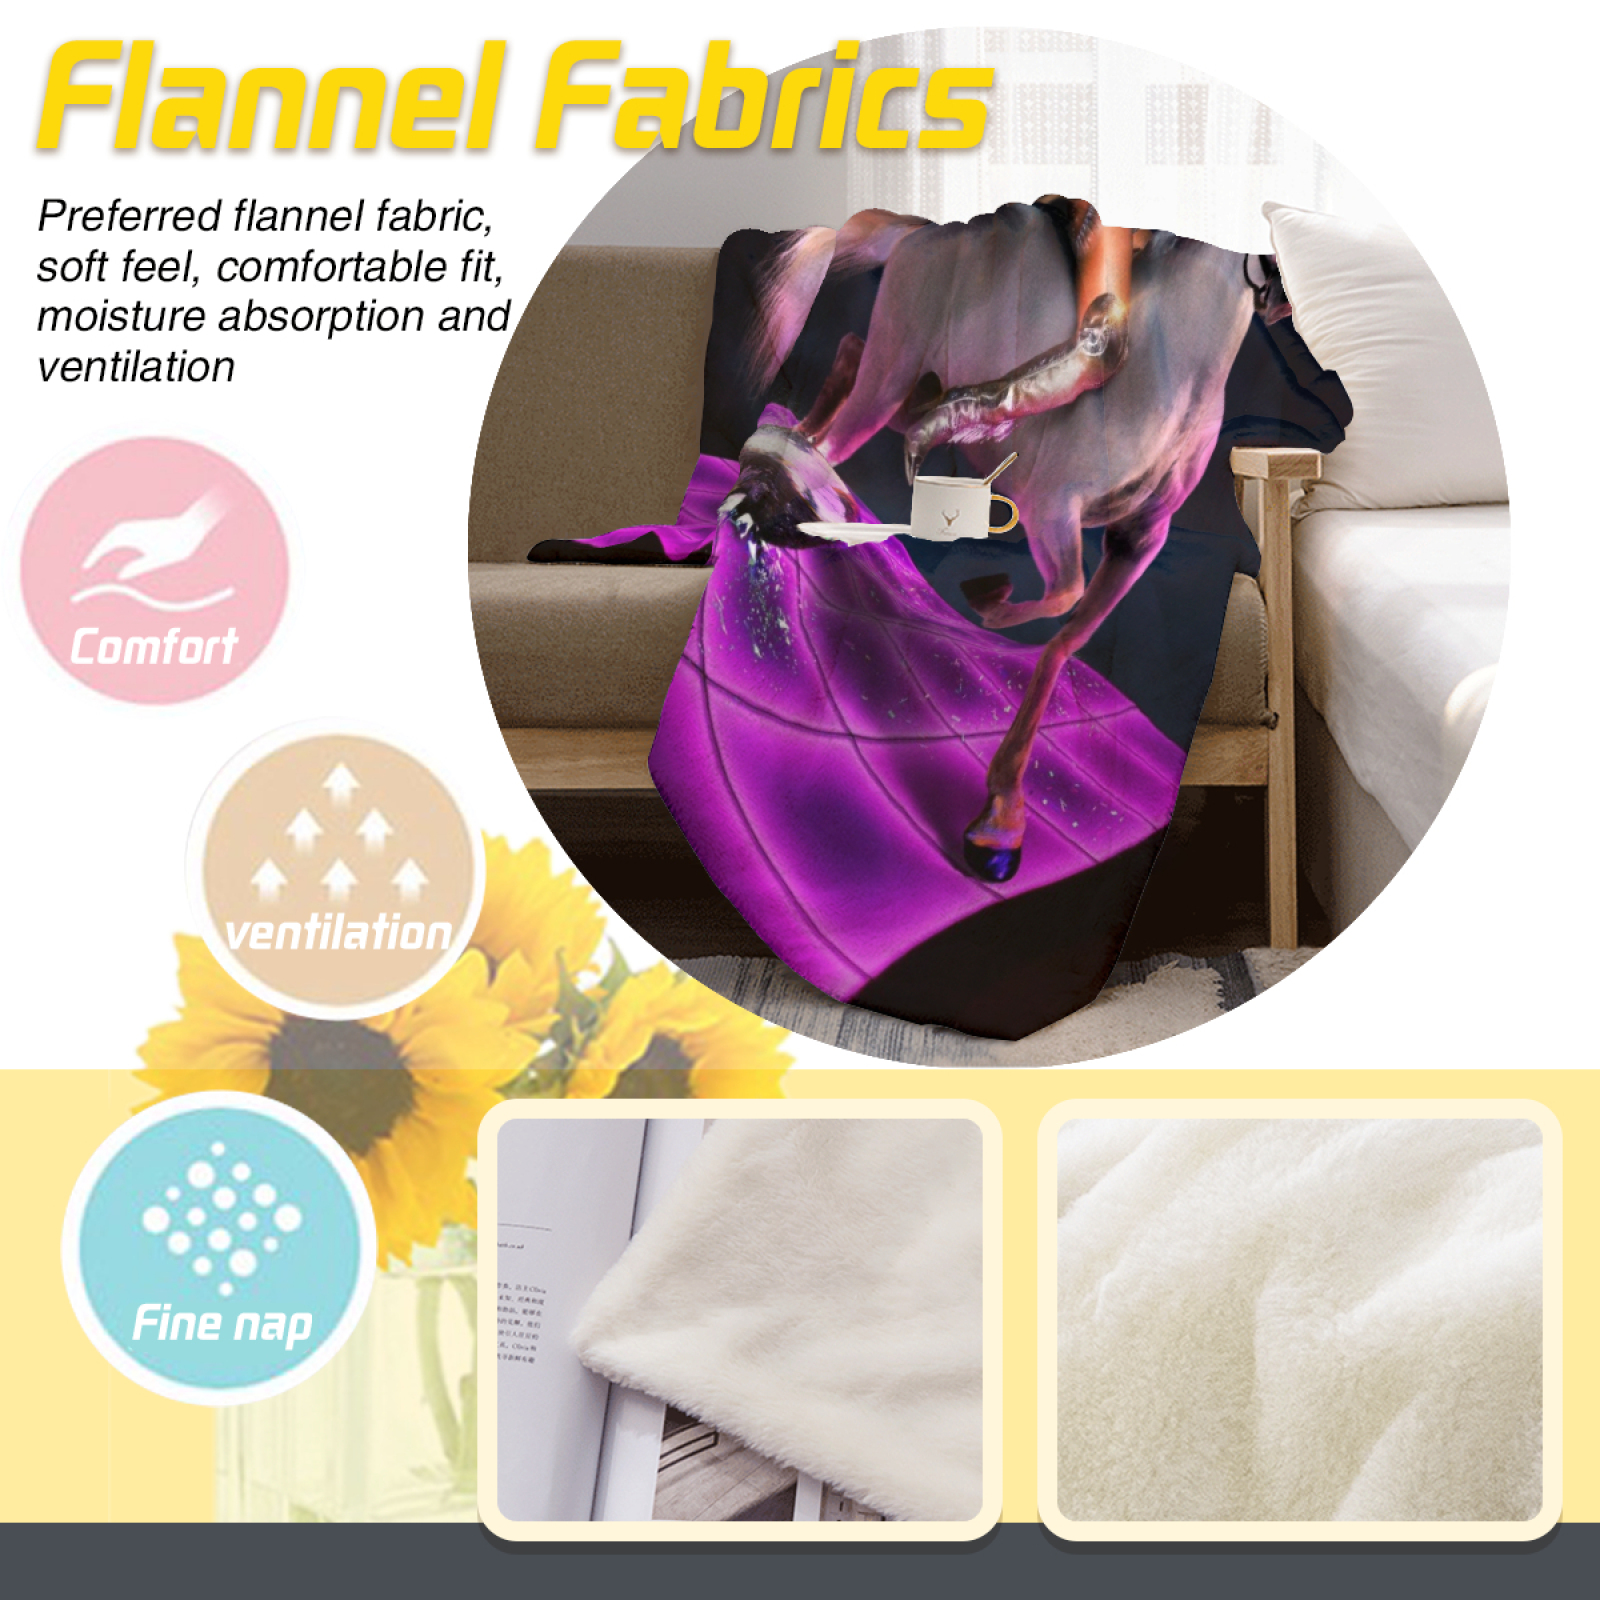 Flannel Fabrics
Preferred flannel fabric,
soft feel, comfortable fit,
moisture absorption and
ventilation
Comfort
ventilation
Fine nap